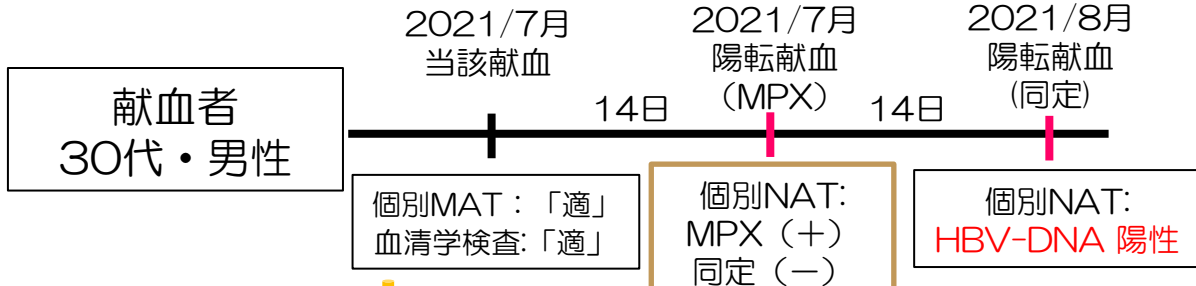 献血者
30代・男性
2021/7月
当該献血
14日
2021/7月
陽転献血
（MPX）
14日
2021/8月
陽転献血
(同定)
個別MAT：「適」
血清学検査:「適」
個別NAT:
MPX（+）
同定（－）
個別NAT:
HBV-DNA 陽性